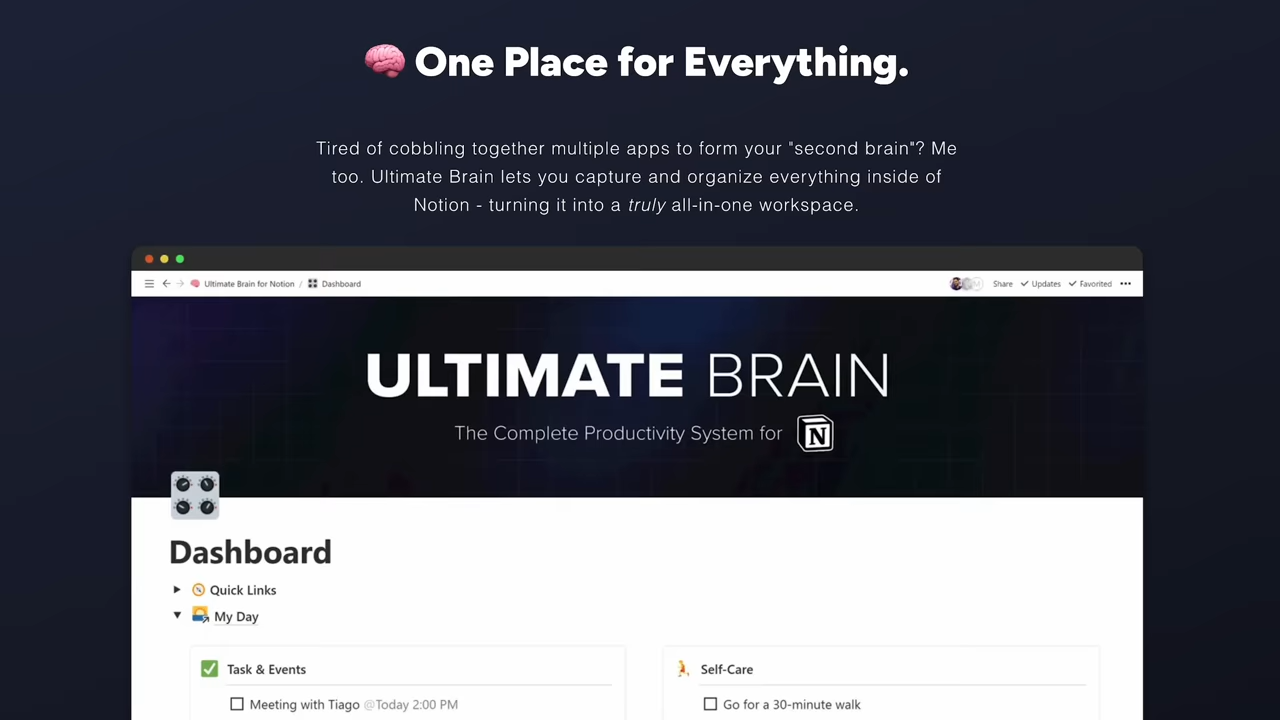 One Place for Everything.
Tired of cobbling together multiple apps to form your "second brain"? Me
too. Ultimate Brain lets you capture and organize everything inside of
Notion - turning it into a truly all-in-one workspace.
Ultimate Brain for Notion / Dashboard
Share Updates Favorited
ULTIMATE BRAIN
The Complete Productivity System for N
Dashboard
Quick Links
My Day
Task & Events
Self-Care
Meeting with Tiago @Today 2:00 PM
Go for a 30-minute walk